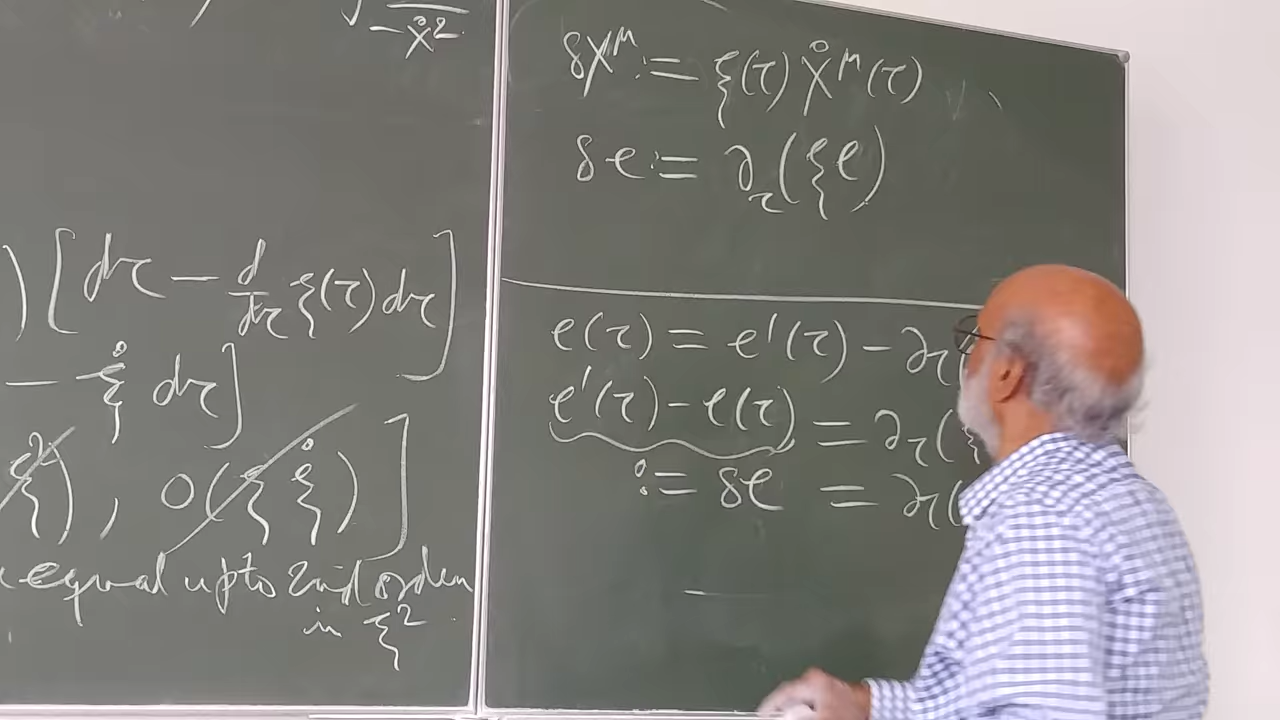 √ -ẋ²
) [ dτ - d/dτ ξ(τ) dτ ]
- ξ̇ dτ ]
ξ²), O(ξ ξ̇) ]
equal upto 2nd order
in ξ²
δX^μ := ξ(τ) Ẋ^μ(τ)
δe := ∂_τ(ξe)
e(τ) = e'(τ) - ∂_τ
e'(τ) - e(τ) = ∂_τ(ξ
:= δe = ∂_τ(